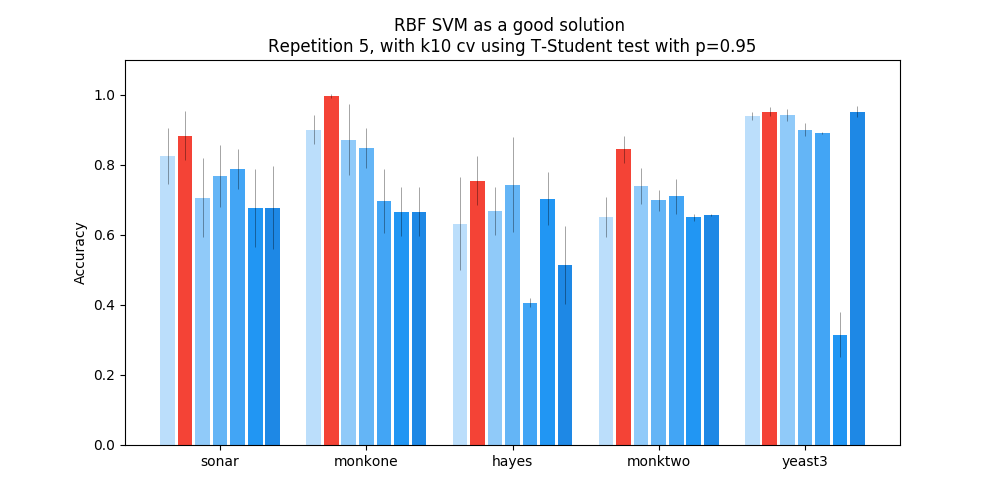 RBF SVM as a good solution
Repetition 5, with k10 cv using T-Student test with p=0.95
Accuracy
1.0
0.8
0.6
0.4
0.2
0.0
sonar
monkone
hayes
monktwo
yeast3